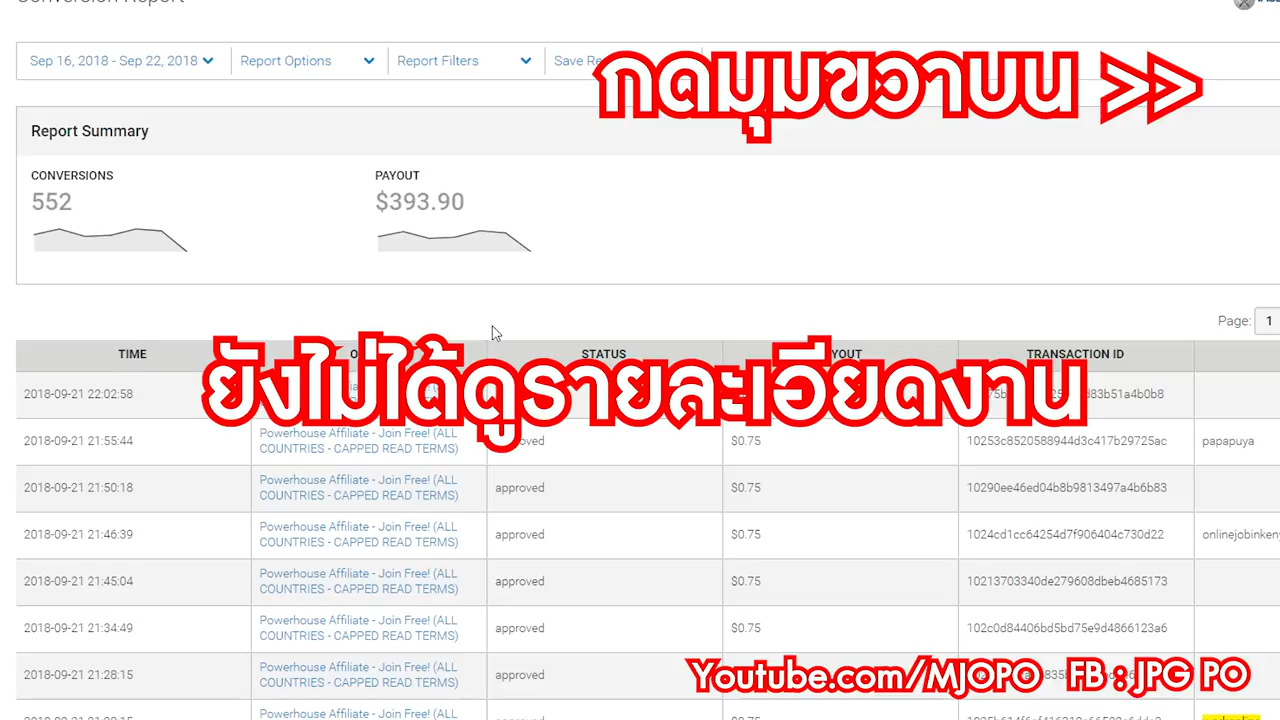 Conversion Report
Sep 16, 2018 - Sep 22, 2018 Report Options Report Filters Save Re
กดมุมขวาบน >>
Report Summary
CONVERSIONS PAYOUT
552 $393.90
Page: 1
TIME STATUS YOUT TRANSACTION ID
ยังไม่ได้ดูรายละเอียดงาน
2018-09-21 22:02:58 d83b51a4b0b8
2018-09-21 21:55:44 Powerhouse Affiliate - Join Free! (ALL COUNTRIES - CAPPED READ TERMS) $0.75 10253c8520588944d3c417b29725ac papapuya
2018-09-21 21:50:18 Powerhouse Affiliate - Join Free! (ALL COUNTRIES - CAPPED READ TERMS) approved $0.75 10290ee46ed04b8b9813497a4b6b83
2018-09-21 21:46:39 Powerhouse Affiliate - Join Free! (ALL COUNTRIES - CAPPED READ TERMS) approved $0.75 1024cd1cc64254d7f906404c730d22 onlinejobinkeny
2018-09-21 21:45:04 Powerhouse Affiliate - Join Free! (ALL COUNTRIES - CAPPED READ TERMS) approved $0.75 10213703340de279608dbeb4685173
2018-09-21 21:34:49 Powerhouse Affiliate - Join Free! (ALL COUNTRIES - CAPPED READ TERMS) approved $0.75 102c0d84406bd5bd75e9d4866123a6
2018-09-21 21:28:15 Powerhouse Affiliate - Join Free! (ALL COUNTRIES - CAPPED READ TERMS) approved
Youtube.com/MJOPO FB : JPG PO
Powerhouse Affiliate - Join Free! (ALL